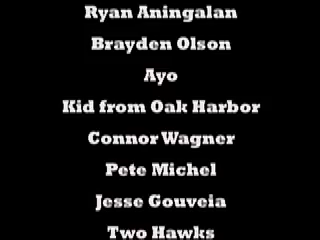 Ryan Aningalan
Brayden Olson
Ayo
Kid from Oak Harbor
Connor Wagner
Pete Michel
Jesse Gouveia
Two Hawks